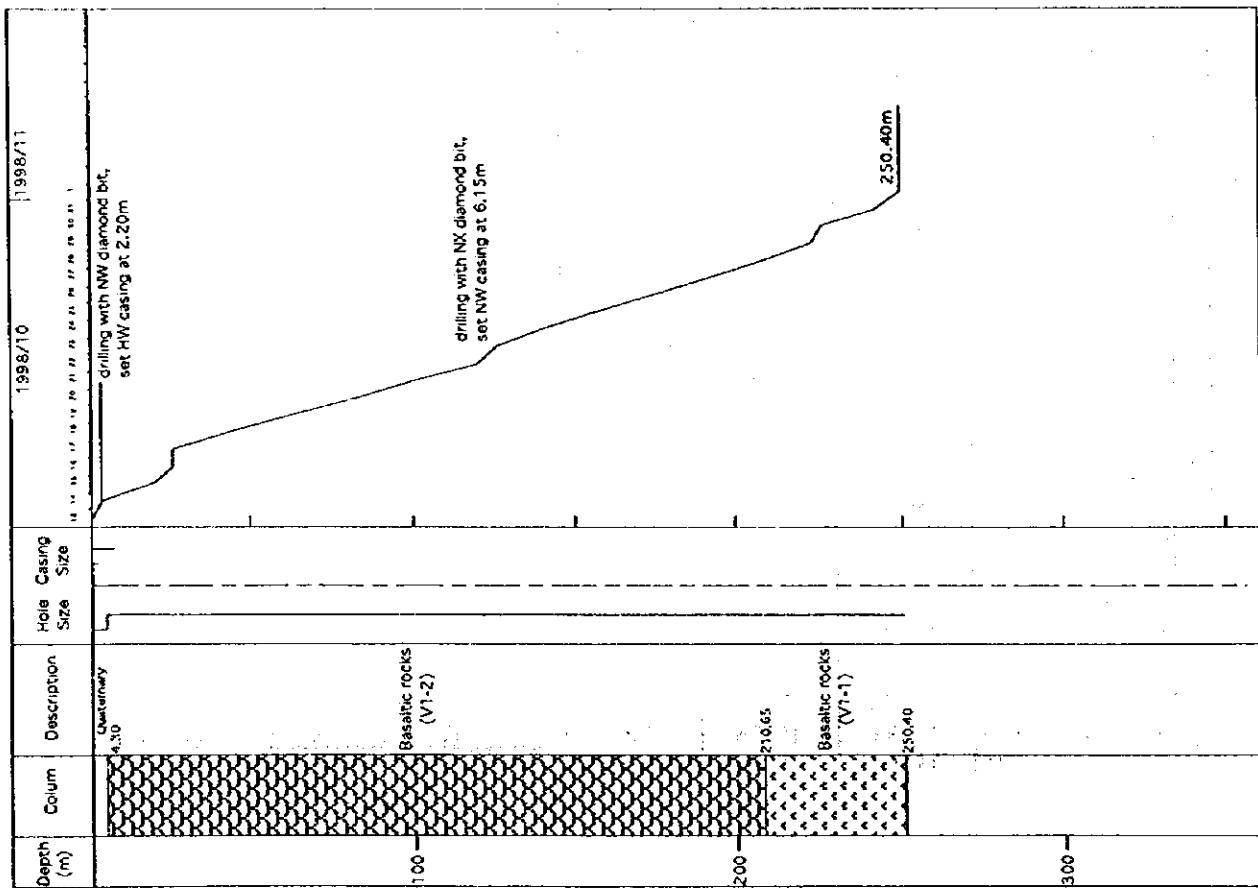 Depth
(m)
Colum
Description
Hole
Size
Casing
Size
1998/10
1998/11
Quaternary
100
200
300
Basaltic rocks
(V1-2)
210.65
Basaltic rocks
(V1-1)
250.40
drilling with NW diamond bit,
set HW casing at 2.20m
drilling with NX diamond bit,
set NW casing at 6.15m
250.40m